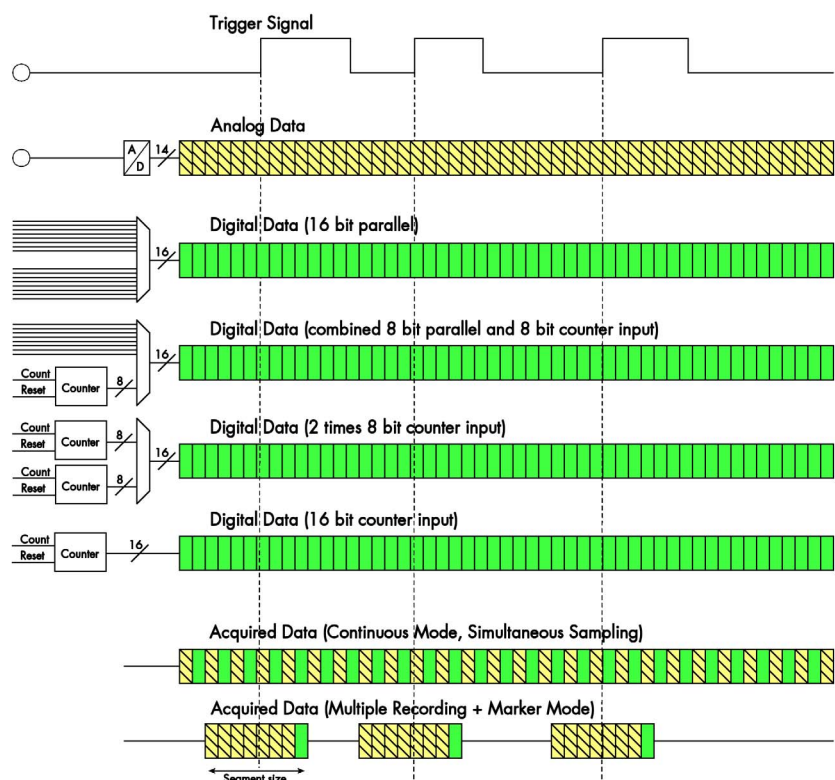 Trigger Signal
Analog Data
A
D
14
Digital Data (16 bit parallel)
16
Digital Data (combined 8 bit parallel and 8 bit counter input)
16
Count
Reset
Counter
8
Digital Data (2 times 8 bit counter input)
Count
Reset
Counter
8
16
Count
Reset
Counter
8
Digital Data (16 bit counter input)
Count
Reset
Counter
16
Acquired Data (Continuous Mode, Simultaneous Sampling)
Acquired Data (Multiple Recording + Marker Mode)
Segment size